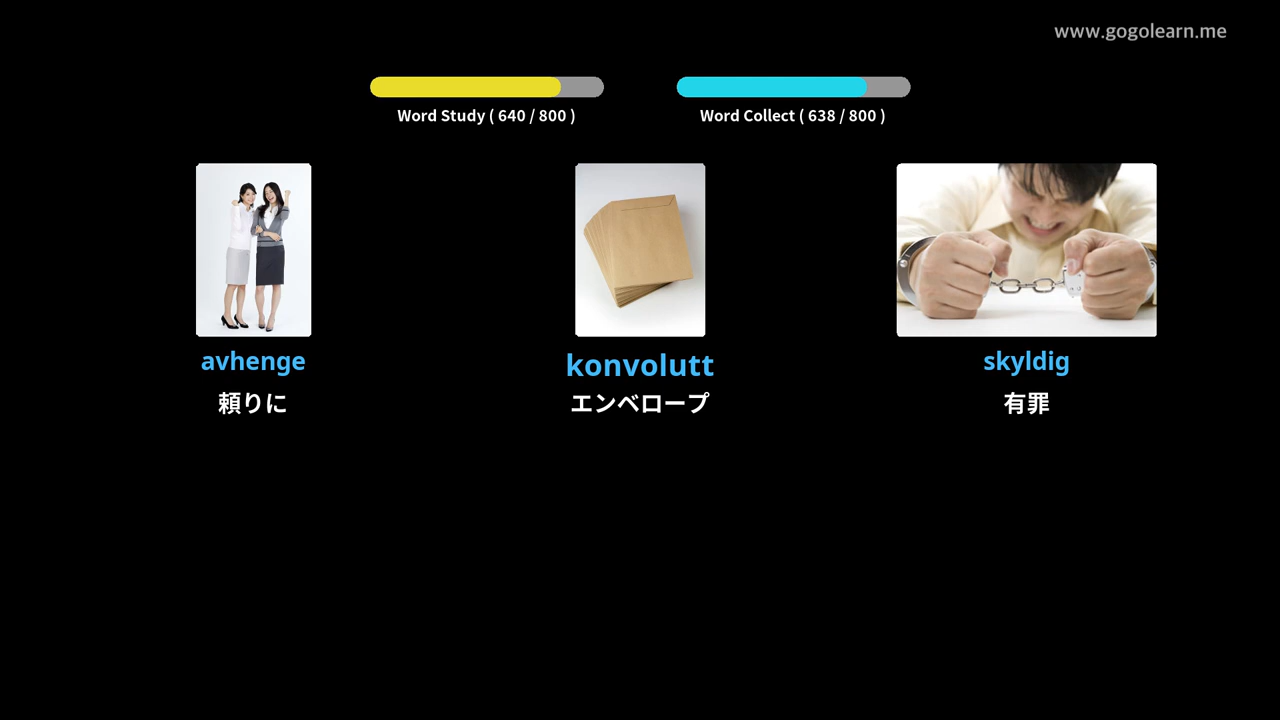 www.gogolearn.me
Word Study ( 640 / 800 )
Word Collect ( 638 / 800 )
avhenge
頼りに
konvolutt
エンベロープ
skyldig
有罪